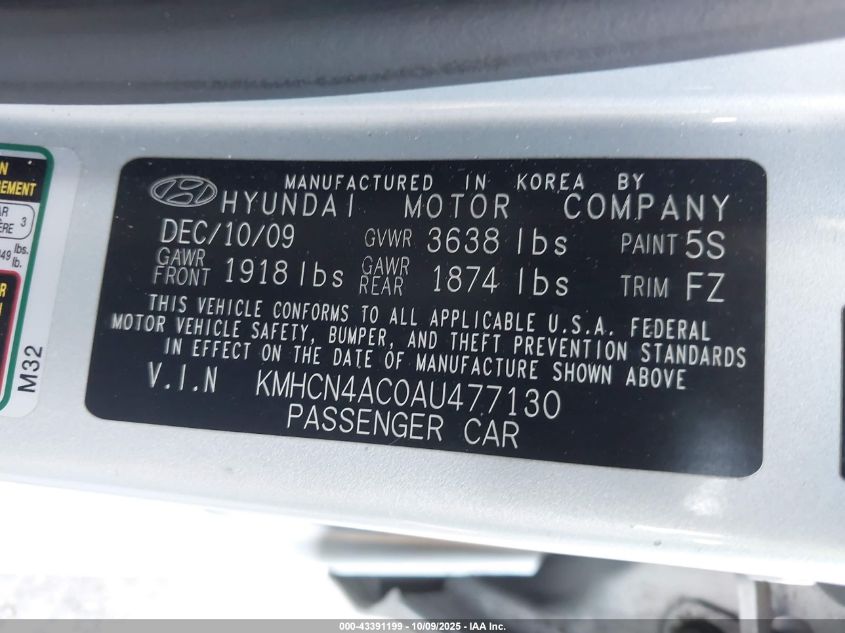 MANUFACTURED IN KOREA BY
HYUNDAI MOTOR COMPANY
DEC/10/09 GVWR 3638 lbs PAINT 5S
GAWR FRONT 1918 lbs GAWR REAR 1874 lbs TRIM FZ
THIS VEHICLE CONFORMS TO ALL APPLICABLE U.S.A. FEDERAL
MOTOR VEHICLE SAFETY, BUMPER, AND THEFT PREVENTION STANDARDS
IN EFFECT ON THE DATE OF MANUFACTURE SHOWN ABOVE
V.I.N KMHCN4AC0AU477130
PASSENGER CAR
3
lbs.
lb.
M32
000-43391199 - 10/09/2025 - IAA Inc.